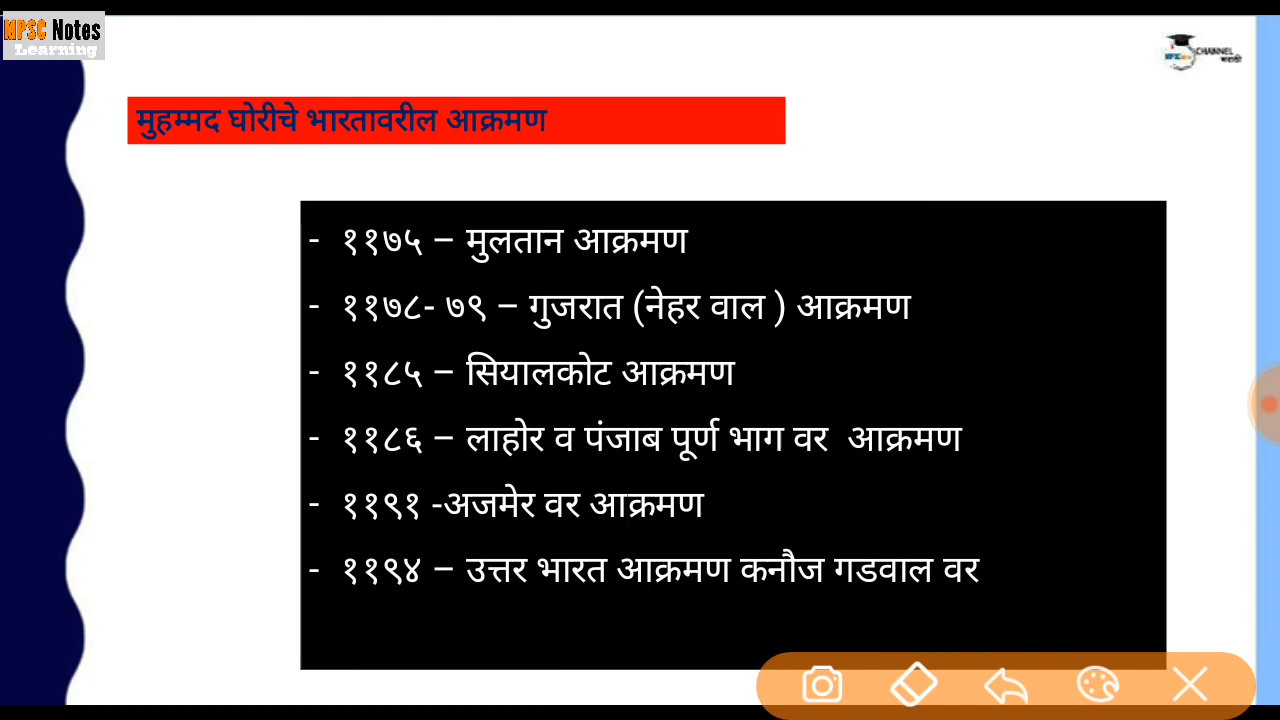 MPSC Notes
Learning
CHANNEL
मराठी
मुहम्मद घोरीचे भारतावरील आक्रमण
- ११७५ – मुलतान आक्रमण
- ११७८- ७९ – गुजरात (नेहर वाल ) आक्रमण
- ११८५ – सियालकोट आक्रमण
- ११८६ – लाहोर व पंजाब पूर्ण भाग वर आक्रमण
- ११९१ -अजमेर वर आक्रमण
- ११९४ – उत्तर भारत आक्रमण कनौज गडवाल वर